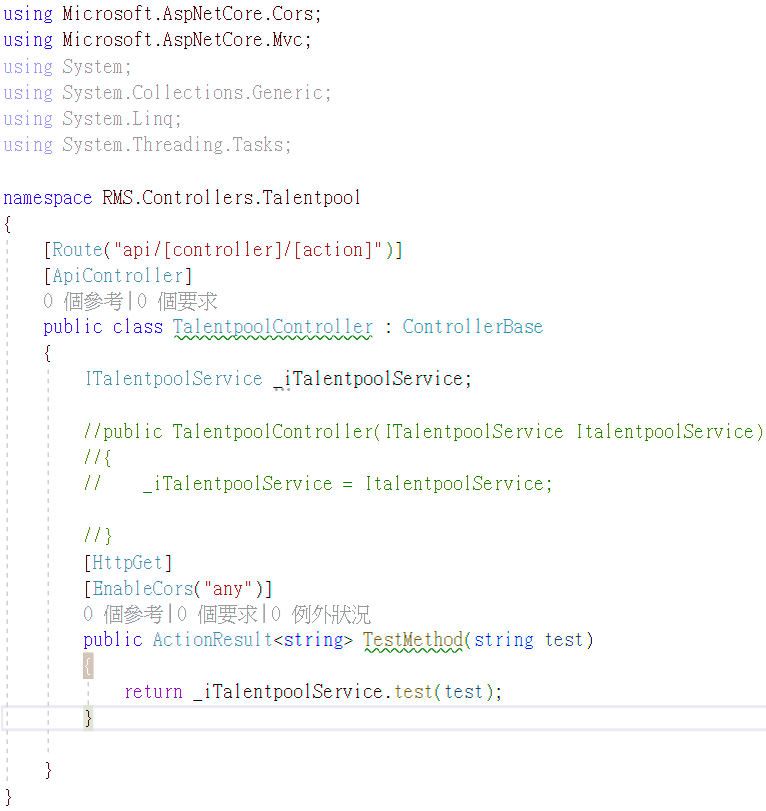 using Microsoft.AspNetCore.Cors;
using Microsoft.AspNetCore.Mvc;
using System;
using System.Collections.Generic;
using System.Linq;
using System.Threading.Tasks;

namespace RMS.Controllers.Talentpool
{
    [Route("api/[controller]/[action]")]
    [ApiController]
    0 個參考|0 個要求
    public class TalentpoolController : ControllerBase
    {
        ITalentpoolService _iTalentpoolService;

        //public TalentpoolController(ITalentpoolService ItalentpoolService)
        //{
        //    _iTalentpoolService = ItalentpoolService;

        //}
        [HttpGet]
        [EnableCors("any")]
        0 個參考|0 個要求|0 例外狀況
        public ActionResult<string> TestMethod(string test)
        {
            return _iTalentpoolService.test(test);
        }

    }
}